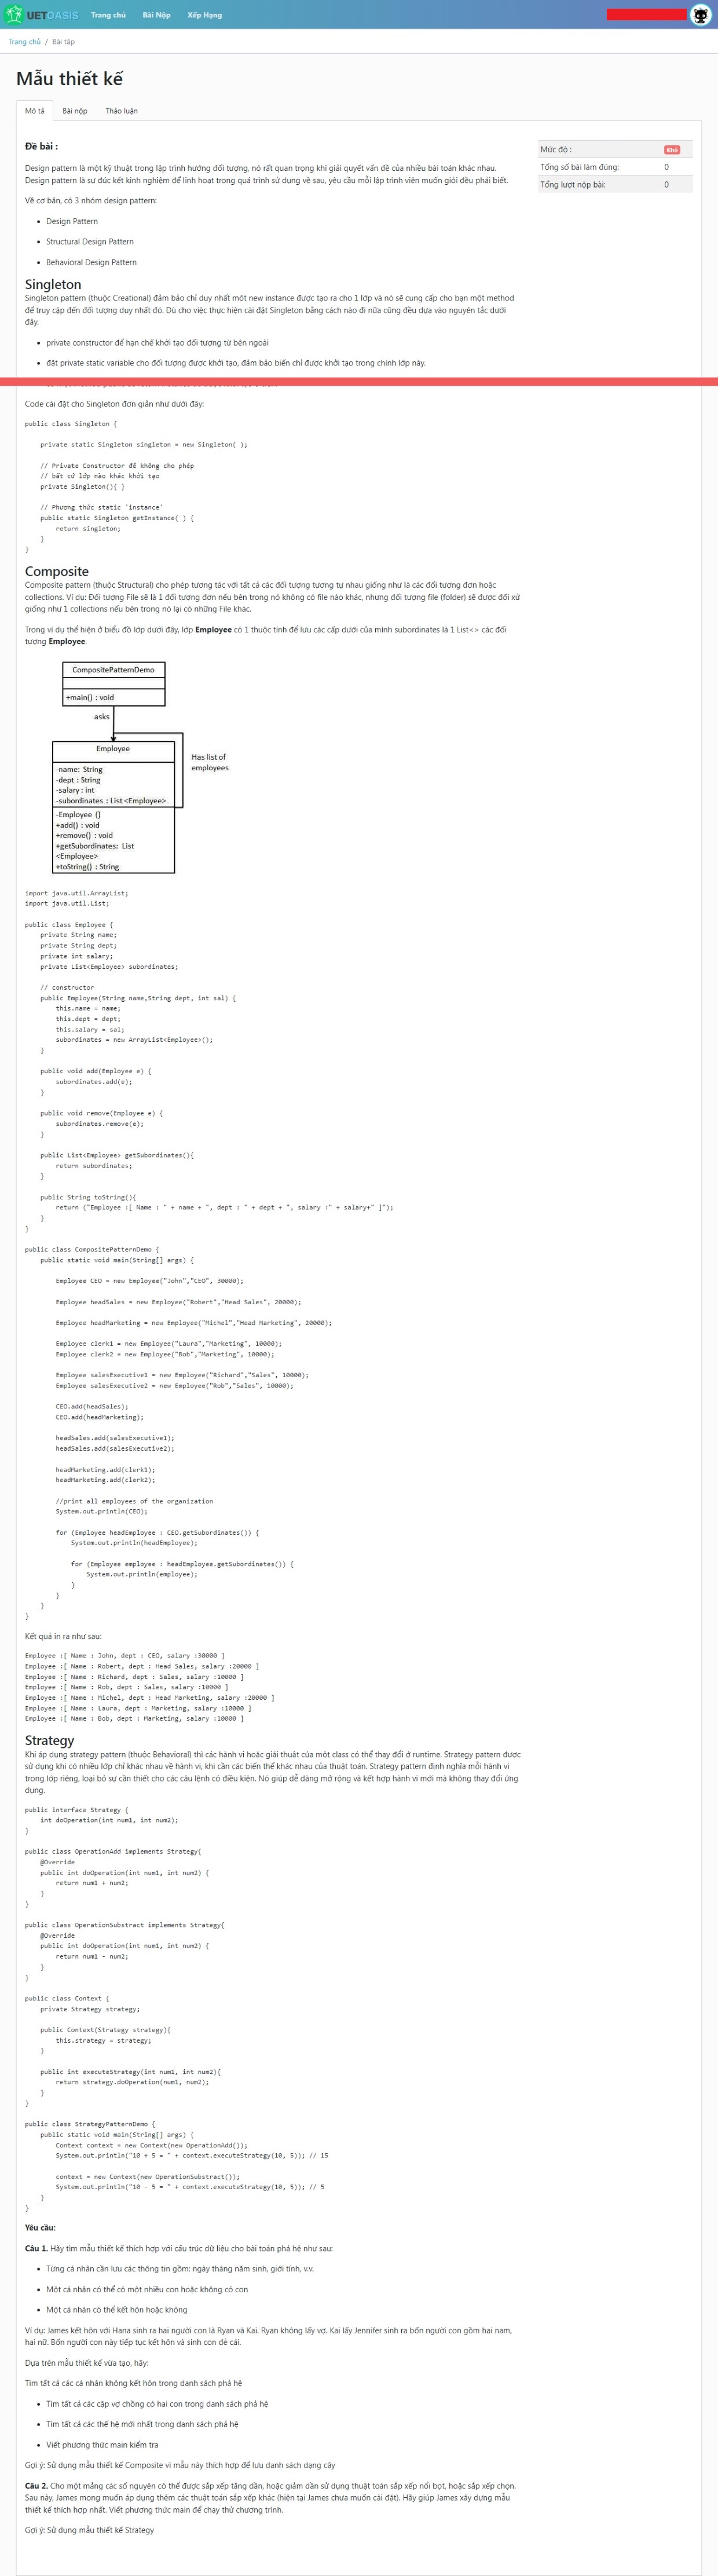 UETOASIS Trang chủ Bài Nộp Xếp Hạng
Trang chủ / Bài tập
Mẫu thiết kế
Mô tả Bài nộp Thảo luận
Đề bài :
Mức độ : Khó
Tổng số bài làm đúng: 0
Tổng lượt nộp bài: 0
Design pattern là một kỹ thuật trong lập trình hướng đối tượng, nó rất quan trọng khi giải quyết vấn đề của nhiều bài toán khác nhau.
Design pattern là sự đúc kết kinh nghiệm để linh hoạt trong quá trình sử dụng về sau, yêu cầu mỗi lập trình viên muốn giỏi đều phải biết.
Về cơ bản, có 3 nhóm design pattern:
• Design Pattern
• Structural Design Pattern
• Behavioral Design Pattern
Singleton
Singleton pattern (thuộc Creational) đảm bảo chỉ duy nhất một new instance được tạo ra cho 1 lớp và nó sẽ cung cấp cho bạn một method
để truy cập đến đối tượng duy nhất đó. Dù cho việc thực hiện cài đặt Singleton bằng cách nào đi nữa cũng đều dựa vào nguyên tắc dưới
đây.
• private constructor để hạn chế khởi tạo đối tượng từ bên ngoài
• đặt private static variable cho đối tượng được khởi tạo, đảm bảo biến chỉ được khởi tạo trong chính lớp này.
Code cài đặt cho Singleton đơn giản như dưới đây:
public class Singleton {
private static Singleton singleton = new Singleton( );
// Private Constructor để không cho phép
// bất cứ lớp nào khác khởi tạo
private Singleton(){ }
// Phương thức static 'instance'
public static Singleton getInstance( ) {
return singleton;
}
}
Composite
Composite pattern (thuộc Structural) cho phép tương tác với tất cả các đối tượng tương tự nhau giống như là các đối tượng đơn hoặc
collections. Ví dụ: Đối tượng File sẽ là 1 đối tượng đơn nếu bên trong nó không có file nào khác, nhưng đối tượng file (folder) sẽ được đối xử
giống như 1 collections nếu bên trong nó lại có những File khác.
Trong ví dụ thể hiện ở biểu đồ lớp dưới đây, lớp Employee có 1 thuộc tính để lưu các cấp dưới của mình subordinates là 1 List<> các đối
tượng Employee.
CompositePatternDemo
+main() : void
asks
Employee
Has list of
employees
-name: String
-dept : String
-salary : int
-subordinates : List <Employee>
-Employee ()
+add() : void
+remove() : void
+getSubordinates: List
<Employee>
+toString() : String
import java.util.ArrayList;
import java.util.List;
public class Employee {
private String name;
private String dept;
private int salary;
private List<Employee> subordinates;
// constructor
public Employee(String name,String dept, int sal) {
this.name = name;
this.dept = dept;
this.salary = sal;
subordinates = new ArrayList<Employee>();
}
public void add(Employee e) {
subordinates.add(e);
}
public void remove(Employee e) {
subordinates.remove(e);
}
public List<Employee> getSubordinates(){
return subordinates;
}
public String toString(){
return ("Employee :[ Name : " + name + ", dept : " + dept + ", salary :" + salary+" ]");
}
}
public class CompositePatternDemo {
public static void main(String[] args) {
Employee CEO = new Employee("John","CEO", 30000);
Employee headSales = new Employee("Robert","Head Sales", 20000);
Employee headMarketing = new Employee("Michel","Head Marketing", 20000);
Employee clerk1 = new Employee("Laura","Marketing", 10000);
Employee clerk2 = new Employee("Bob","Marketing", 10000);
Employee salesExecutive1 = new Employee("Richard","Sales", 10000);
Employee salesExecutive2 = new Employee("Rob","Sales", 10000);
CEO.add(headSales);
CEO.add(headMarketing);
headSales.add(salesExecutive1);
headSales.add(salesExecutive2);
headMarketing.add(clerk1);
headMarketing.add(clerk2);
//print all employees of the organization
System.out.println(CEO);
for (Employee headEmployee : CEO.getSubordinates()) {
System.out.println(headEmployee);
for (Employee employee : headEmployee.getSubordinates()) {
System.out.println(employee);
}
}
}
}
Kết quả in ra như sau:
Employee :[ Name : John, dept : CEO, salary :30000 ]
Employee :[ Name : Robert, dept : Head Sales, salary :20000 ]
Employee :[ Name : Richard, dept : Sales, salary :10000 ]
Employee :[ Name : Rob, dept : Sales, salary :10000 ]
Employee :[ Name : Michel, dept : Head Marketing, salary :20000 ]
Employee :[ Name : Laura, dept : Marketing, salary :10000 ]
Employee :[ Name : Bob, dept : Marketing, salary :10000 ]
Strategy
Khi áp dụng strategy pattern (thuộc Behavioral) thì các hành vi hoặc giải thuật của một class có thể thay đổi ở runtime. Strategy pattern được
sử dụng khi có nhiều lớp chỉ khác nhau về hành vi, khi cần các biến thể khác nhau của thuật toán. Strategy pattern định nghĩa mỗi hành vi
trong lớp riêng, loại bỏ sự cần thiết cho các câu lệnh có điều kiện. Nó giúp dễ dàng mở rộng và kết hợp hành vi mới mà không thay đổi ứng
dụng.
public interface Strategy {
int doOperation(int num1, int num2);
}
public class OperationAdd implements Strategy{
@Override
public int doOperation(int num1, int num2) {
return num1 + num2;
}
}
public class OperationSubstract implements Strategy{
@Override
public int doOperation(int num1, int num2) {
return num1 - num2;
}
}
public class Context {
private Strategy strategy;
public Context(Strategy strategy){
this.strategy = strategy;
}
public int executeStrategy(int num1, int num2){
return strategy.doOperation(num1, num2);
}
}
public class StrategyPatternDemo {
public static void main(String[] args) {
Context context = new Context(new OperationAdd());
System.out.println("10 + 5 = " + context.executeStrategy(10, 5)); // 15
context = new Context(new OperationSubstract());
System.out.println("10 - 5 = " + context.executeStrategy(10, 5)); // 5
}
}
Yêu cầu:
Câu 1. Hãy tìm mẫu thiết kế thích hợp với cấu trúc dữ liệu cho bài toán phả hệ như sau:
• Từng cá nhân cần lưu các thông tin gồm: ngày tháng năm sinh, giới tính, v.v.
• Một cá nhân có thể có một nhiều con hoặc không có con
• Một cá nhân có thể kết hôn hoặc không
Ví dụ: James kết hôn với Hana sinh ra hai người con là Ryan và Kai. Ryan không lấy vợ. Kai lấy Jennifer sinh ra bốn người con gồm hai nam,
hai nữ. Bốn người con này tiếp tục kết hôn và sinh con đẻ cái.
Dựa trên mẫu thiết kế vừa tạo, hãy:
Tìm tất cả các cá nhân không kết hôn trong danh sách phả hệ
• Tìm tất cả các cặp vợ chồng có hai con trong danh sách phả hệ
• Tìm tất cả các thế hệ mới nhất trong danh sách phả hệ
• Viết phương thức main kiểm tra
Gợi ý: Sử dụng mẫu thiết kế Composite vì mẫu này thích hợp để lưu danh sách dạng cây
Câu 2. Cho một mảng các số nguyên có thể được sắp xếp tăng dần, hoặc giảm dần sử dụng thuật toán sắp xếp nổi bọt, hoặc sắp xếp chọn.
Sau này, James mong muốn áp dụng thêm các thuật toán sắp xếp khác (hiện tại James chưa muốn cài đặt). Hãy giúp James xây dựng mẫu
thiết kế thích hợp nhất. Viết phương thức main để chạy thử chương trình.
Gợi ý: Sử dụng mẫu thiết kế Strategy